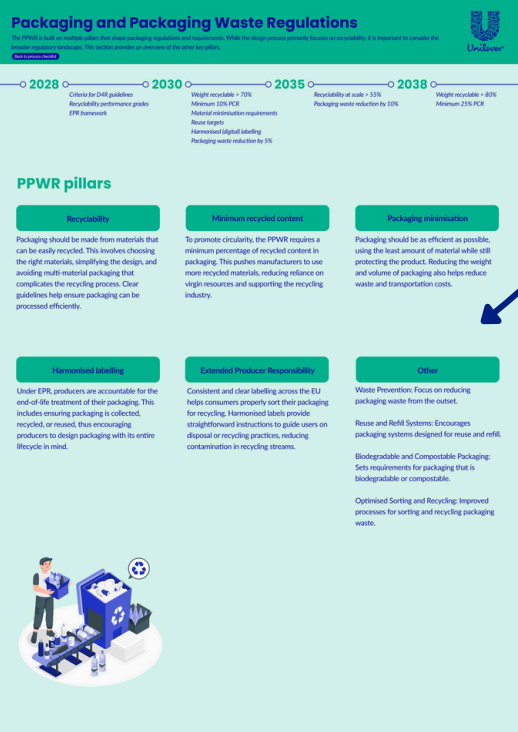 Packaging and Packaging Waste Regulations
The PPWR is built on multiple pillars that shape packaging regulations and requirements. While the design process primarily focuses on recyclability, it is important to consider the
broader regulatory landscape. This section provides an overview of the other key pillars.
Back to process checklist
Unilever
2028
Criteria for D4R guidelines
Recyclability performance grades
EPR framework
2030
Weight recyclable > 70%
Minimum 10% PCR
Material minimisation requirements
Reuse targets
Harmonised (digital) labelling
Packaging waste reduction by 5%
2035
Recyclability at scale > 55%
Packaging waste reduction by 10%
2038
Weight recyclable > 80%
Minimum 25% PCR
PPWR pillars
Recyclability
Packaging should be made from materials that
can be easily recycled. This involves choosing
the right materials, simplifying the design, and
avoiding multi-material packaging that
complicates the recycling process. Clear
guidelines help ensure packaging can be
processed efficiently.
Minimum recycled content
To promote circularity, the PPWR requires a
minimum percentage of recycled content in
packaging. This pushes manufacturers to use
more recycled materials, reducing reliance on
virgin resources and supporting the recycling
industry.
Packaging minimisation
Packaging should be as efficient as possible,
using the least amount of material while still
protecting the product. Reducing the weight
and volume of packaging also helps reduce
waste and transportation costs.
Harmonised labelling
Under EPR, producers are accountable for the
end-of-life treatment of their packaging. This
includes ensuring packaging is collected,
recycled, or reused, thus encouraging
producers to design packaging with its entire
lifecycle in mind.
Extended Producer Responsibility
Consistent and clear labelling across the EU
helps consumers properly sort their packaging
for recycling. Harmonised labels provide
straightforward instructions to guide users on
disposal or recycling practices, reducing
contamination in recycling streams.
Other
Waste Prevention: Focus on reducing
packaging waste from the outset.
Reuse and Refill Systems: Encourages
packaging systems designed for reuse and refill.
Biodegradable and Compostable Packaging:
Sets requirements for packaging that is
biodegradable or compostable.
Optimised Sorting and Recycling: Improved
processes for sorting and recycling packaging
waste.